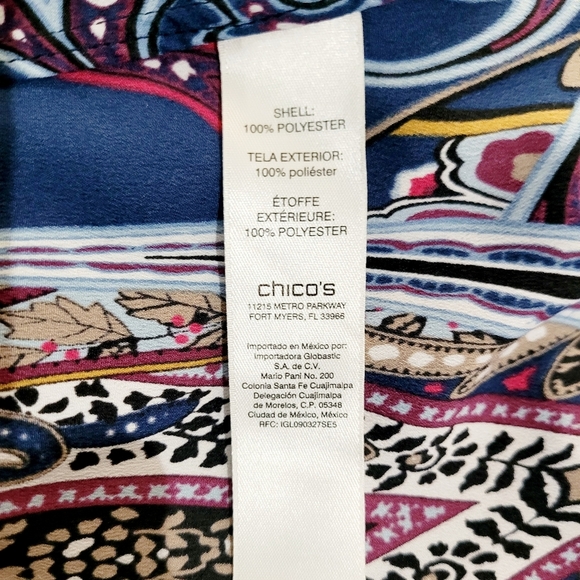 SHELL:
100% POLYESTER
TELA EXTERIOR:
100% poliéster
ÉTOFFE
EXTÉRIEURE:
100% POLYESTER
chico's
11215 METRO PARKWAY
FORT MYERS, FL 33966
Importado en México por:
Importadora Globastic
S.A. de C.V.
Mario Pani No. 200
Colonia Santa Fe Cuajimalpa
Delegación Cuajimalpa
de Morelos, C.P. 05348
Ciudad de México, México
RFC: IGL090327SE5